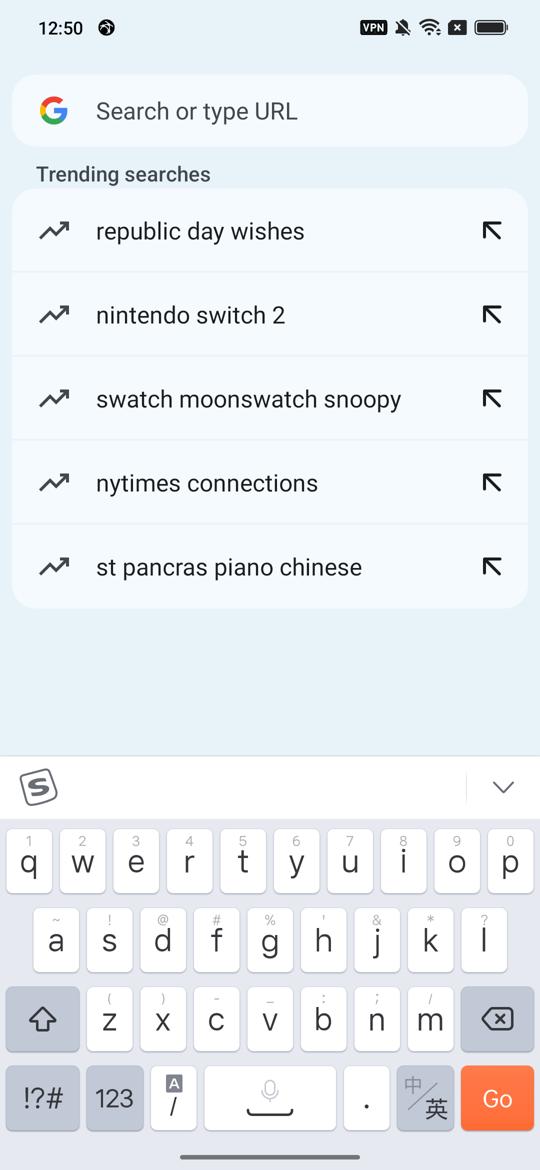 12:50 VPN
Search or type URL
Trending searches
republic day wishes
nintendo switch 2
swatch moonswatch snoopy
nytimes connections
st pancras piano chinese
S
1 2 3 4 5 6 7 8 9 0
q w e r t y u i o p
~ ! @ # % ' & * ?
a s d f g h j k l
( ) - _ : ; /
z x c v b n m
!?# 123 A / . 中/英 Go